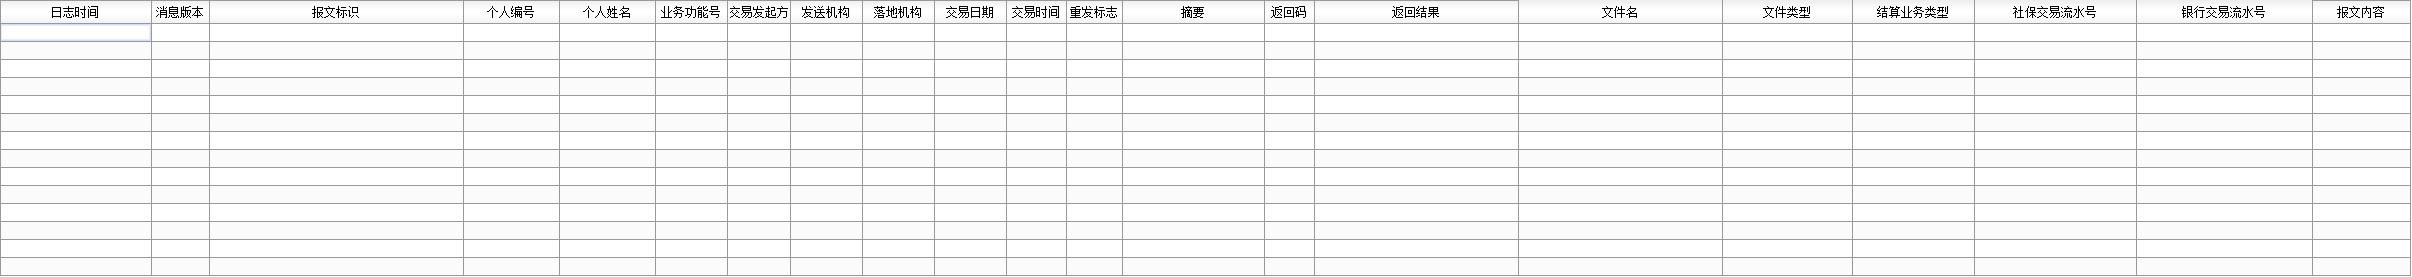 日志时间 消息版本 报文标识 个人编号 个人姓名 业务功能号 交易发起方 发送机构 落地机构 交易日期 交易时间 重发标志 摘要 返回码 返回结果 文件名 文件类型 结算业务类型 社保交易流水号 银行交易流水号 报文内容